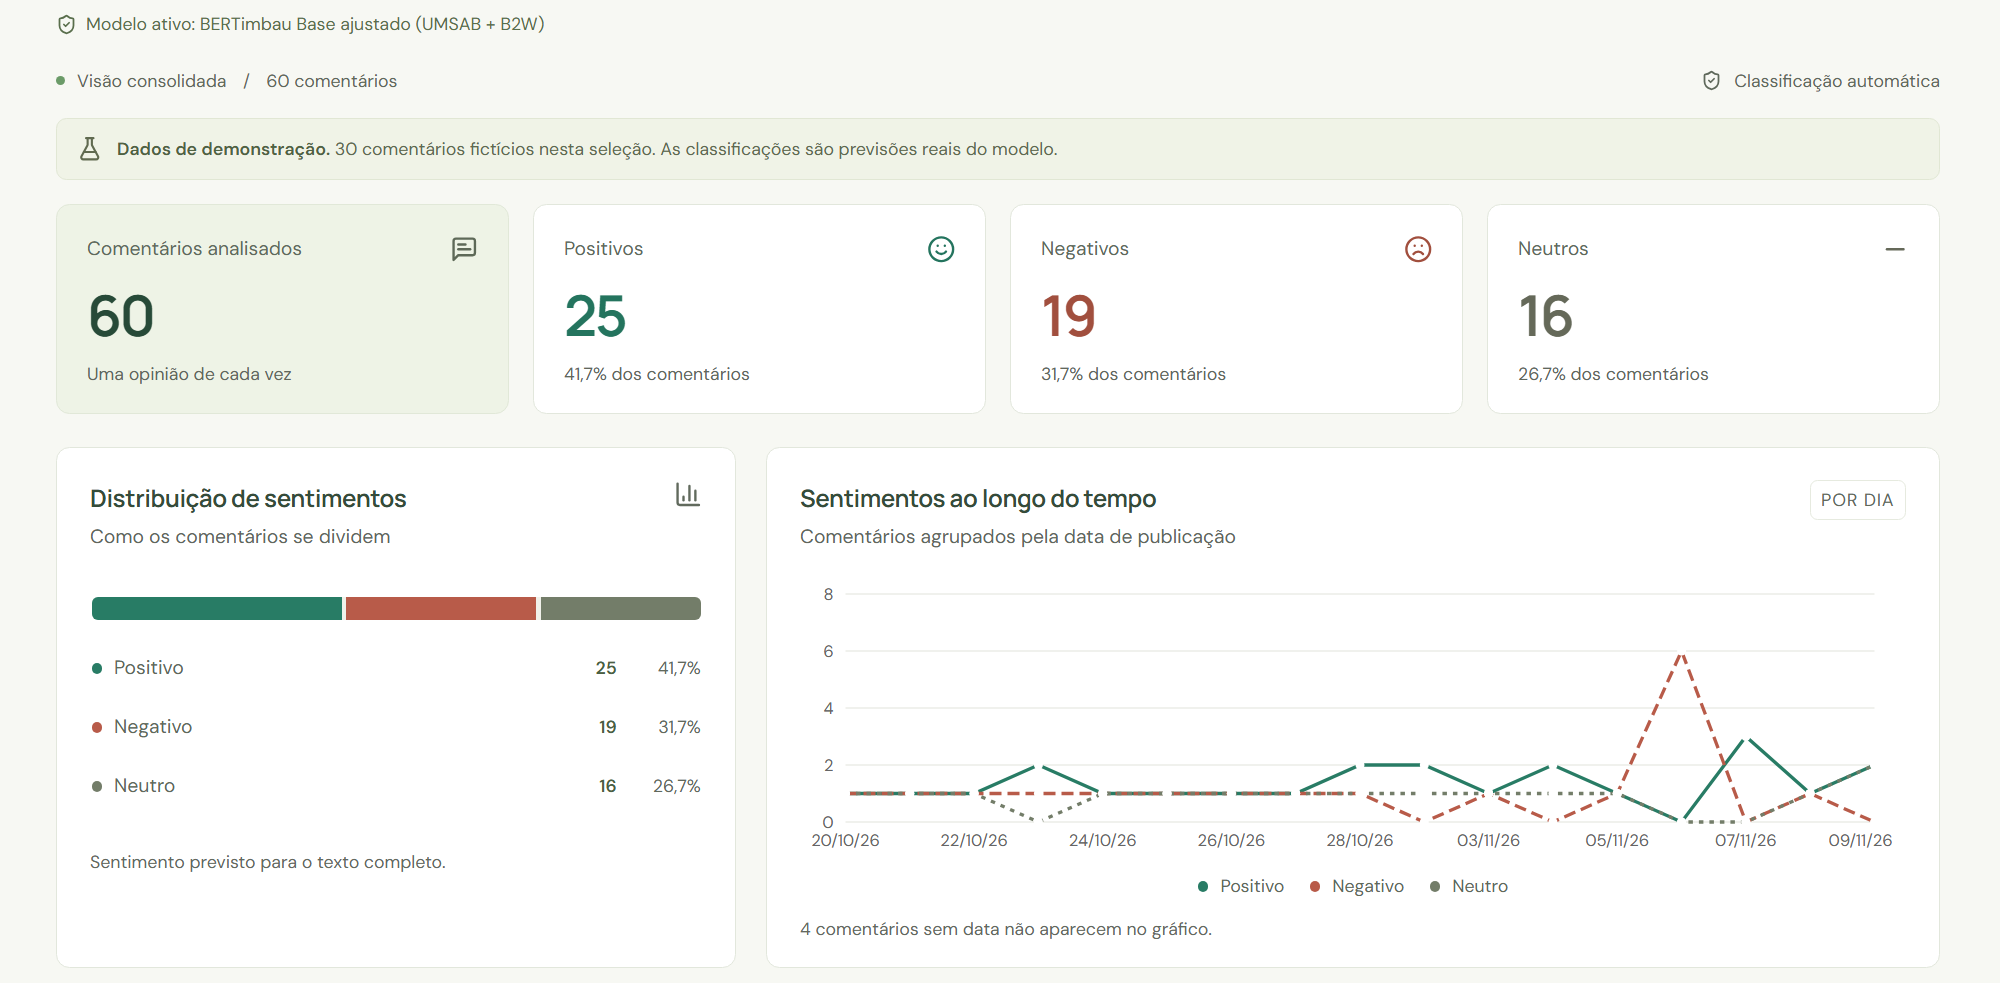 Modelo ativo: BERTimbau Base ajustado (UMSAB + B2W)
Visão consolidada / 60 comentários
Classificação automática
Dados de demonstração. 30 comentários fictícios nesta seleção. As classificações são previsões reais do modelo.
Comentários analisados
60
Uma opinião de cada vez
Positivos
25
41,7% dos comentários
Negativos
19
31,7% dos comentários
Neutros
16
26,7% dos comentários
Distribuição de sentimentos
Como os comentários se dividem
Positivo 25 41,7%
Negativo 19 31,7%
Neutro 16 26,7%
Sentimento previsto para o texto completo.
Sentimentos ao longo do tempo
POR DIA
Comentários agrupados pela data de publicação
8
6
4
2
0
20/10/26 22/10/26 24/10/26 26/10/26 28/10/26 03/11/26 05/11/26 07/11/26 09/11/26
Positivo Negativo Neutro
4 comentários sem data não aparecem no gráfico.